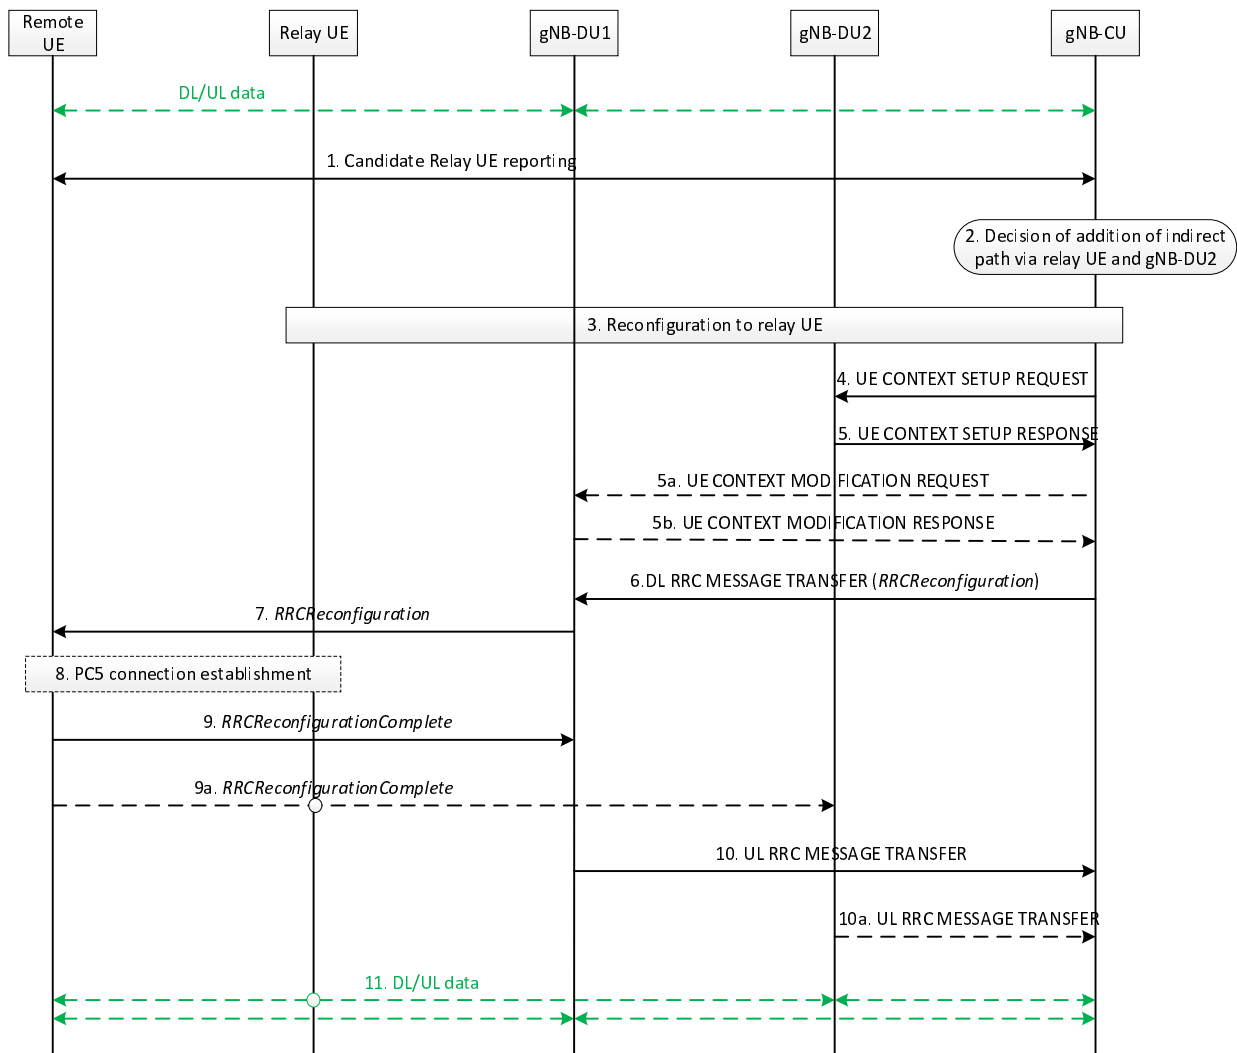 Remote
UE
Relay UE
gNB-DU1
gNB-DU2
gNB-CU
DL/UL data
1. Candidate Relay UE reporting
2. Decision of addition of indirect
path via relay UE and gNB-DU2
3. Reconfiguration to relay UE
4. UE CONTEXT SETUP REQUEST
5. UE CONTEXT SETUP RESPONSE
5a. UE CONTEXT MODIFICATION REQUEST
5b. UE CONTEXT MODIFICATION RESPONSE
6.DL RRC MESSAGE TRANSFER (RRCReconfiguration)
7. RRCReconfiguration
8. PC5 connection establishment
9. RRCReconfigurationComplete
9a. RRCReconfigurationComplete
10. UL RRC MESSAGE TRANSFER
10a. UL RRC MESSAGE TRANSFER
11. DL/UL data